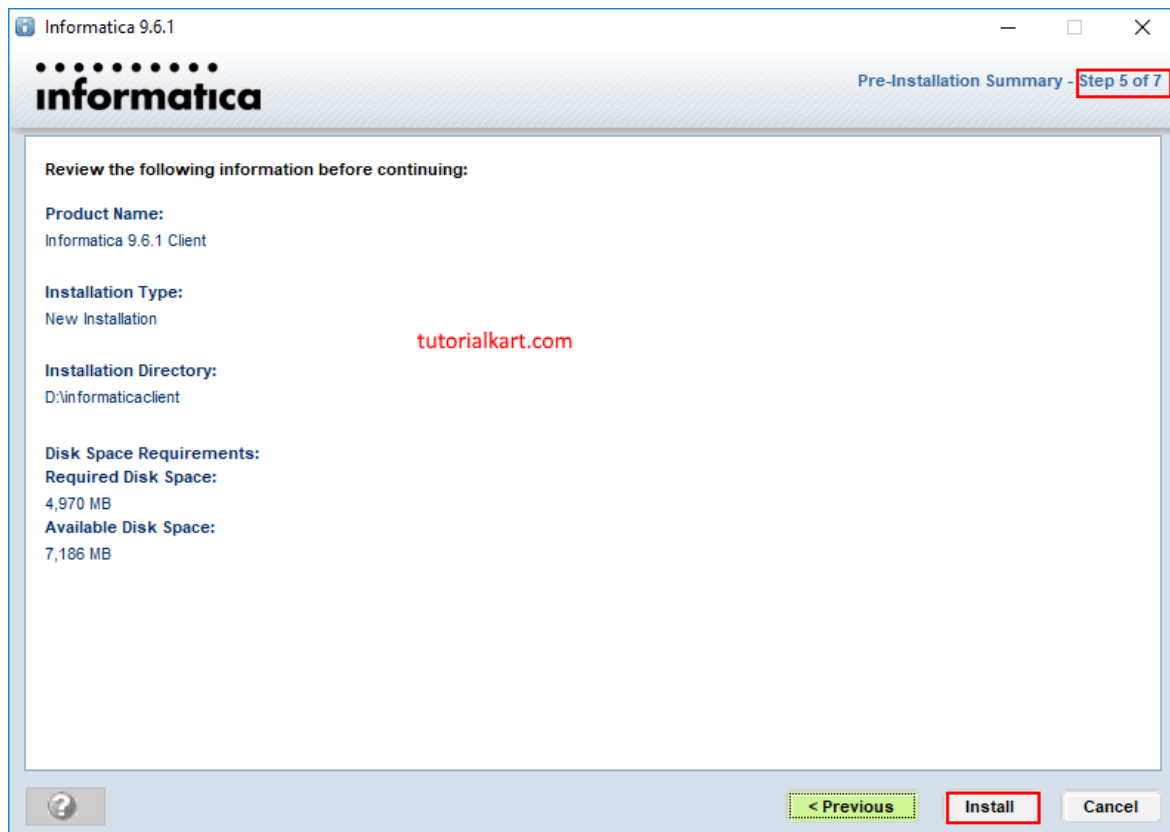 Informatica 9.6.1
informatica
Pre-Installation Summary - Step 5 of 7
Review the following information before continuing:
Product Name:
Informatica 9.6.1 Client
Installation Type:
New Installation
tutorialkart.com
Installation Directory:
D:\informaticaclient
Disk Space Requirements:
Required Disk Space:
4,970 MB
Available Disk Space:
7,186 MB
?
< Previous Install Cancel